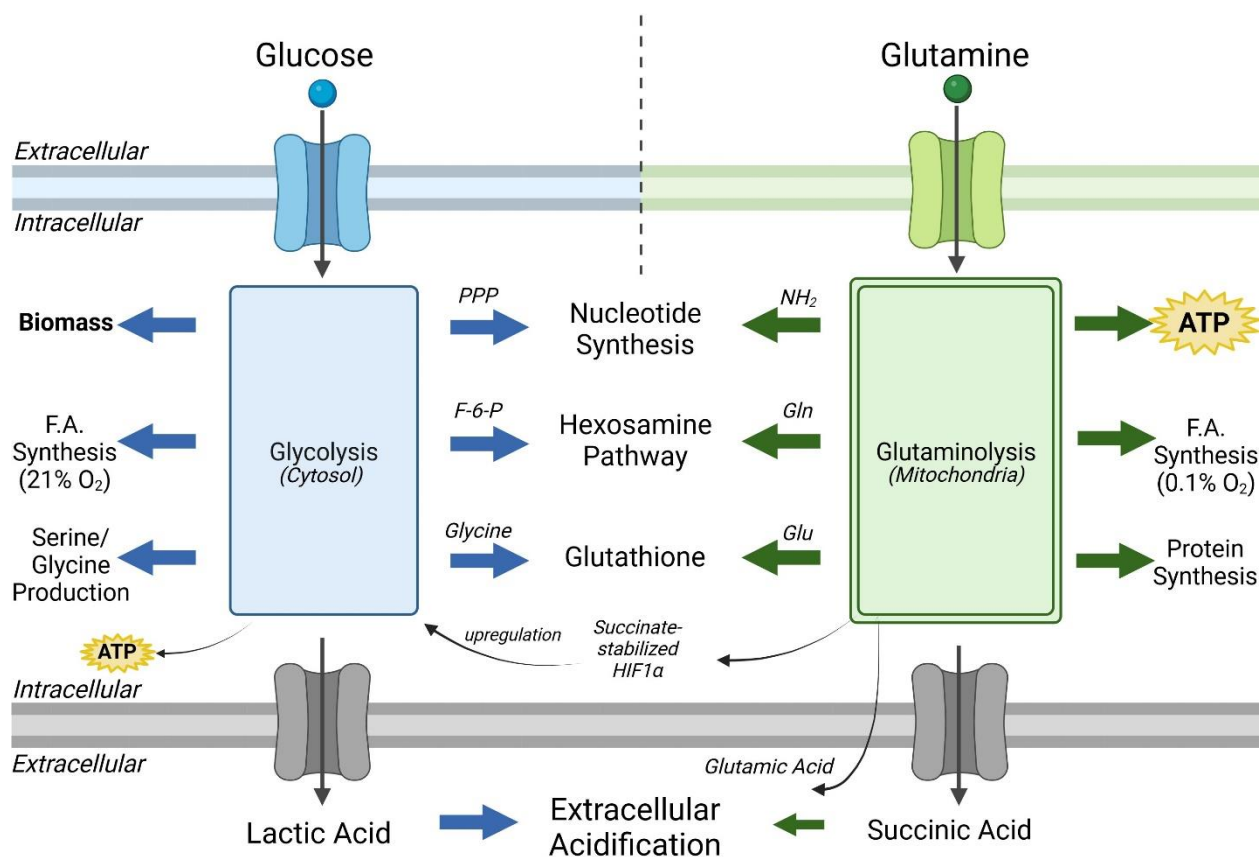 Glucose
Glutamine
Extracellular
Intracellular
Biomass
PPP
Nucleotide
Synthesis
NH₂
ATP
F.A.
Synthesis
(21% O₂)
Glycolysis
(Cytosol)
F-6-P
Hexosamine
Pathway
Gln
Glutaminolysis
(Mitochondria)
F.A.
Synthesis
(0.1% O₂)
Serine/
Glycine
Production
Glycine
Glutathione
Glu
Protein
Synthesis
ATP
upregulation
Succinate-
stabilized
HIF1α
Intracellular
Extracellular
Glutamic Acid
Lactic Acid
Extracellular
Acidification
Succinic Acid